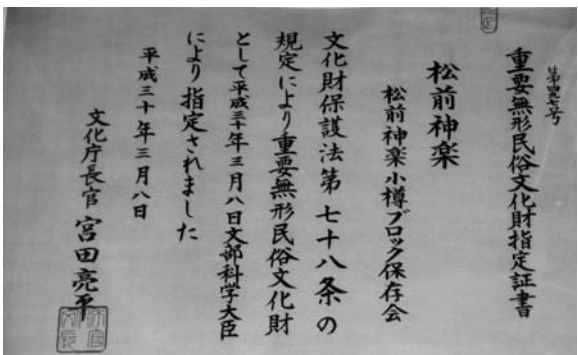 第四七号
重要無形民俗文化財指定証書
松前神楽
松前神楽小樽ブロック保存会
文化財保護法第七十八条の
規定により重要無形民俗文化財
として平成三十年三月八日文部科学大臣
により指定されました
平成三十年三月八日
文化庁長官 宮田亮平